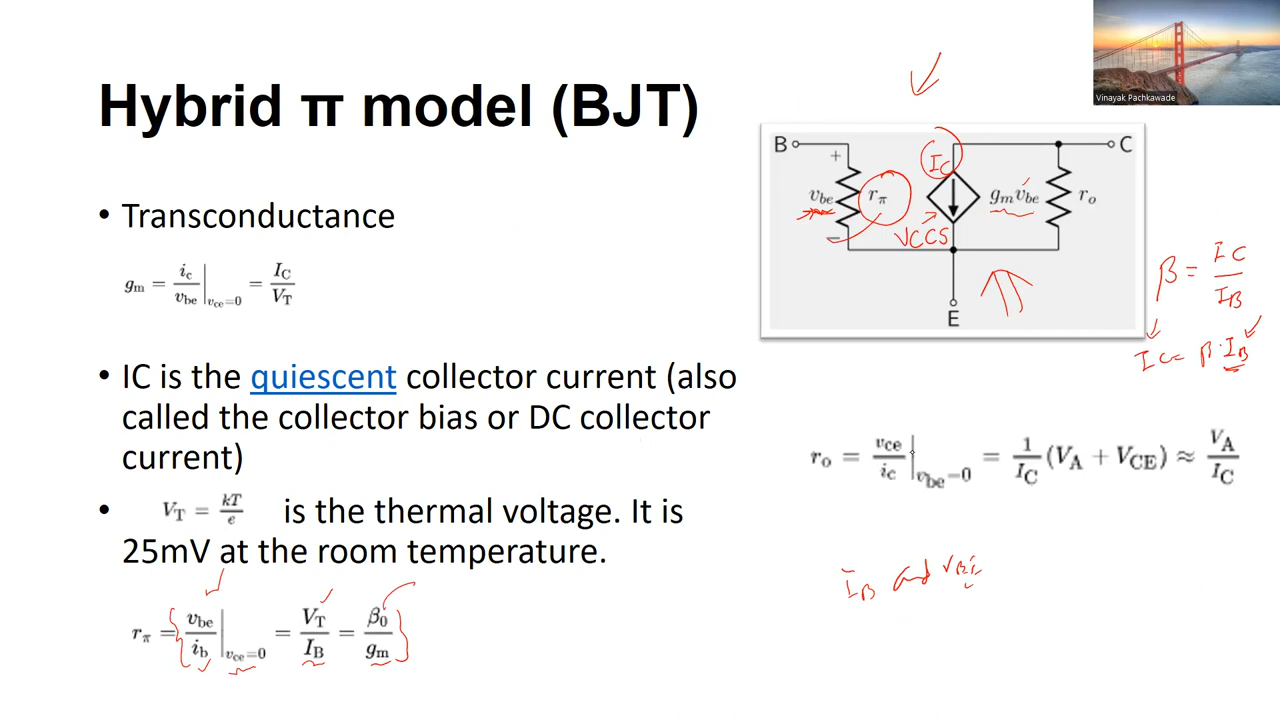 Vinayak Pachkawade
Hybrid π model (BJT)
• Transconductance
gm = ic / vbe |vce=0 = IC / VT
• IC is the quiescent collector current (also
called the collector bias or DC collector
current)
• VT = kT / e is the thermal voltage. It is
25mV at the room temperature.
rπ = vbe / ib |vce=0 = VT / IB = β0 / gm
B
C
+
IC
vbe
rπ
gmvbe
ro
−
VCCS
E
β = IC / IB
IC = β · IB
ro = vce / ic |vbe=0 = 1 / IC (VA + VCE) ≈ VA / IC
IB and